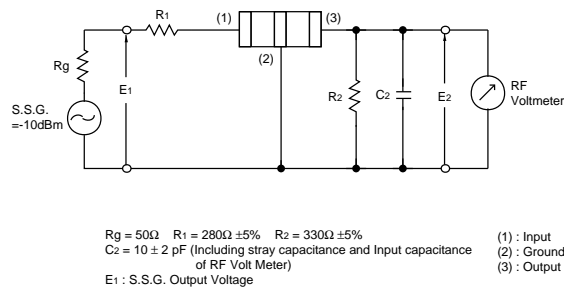 R1
(1)
(3)
(2)
Rg
E1
R2
C2
E2
RF
Voltmeter
S.S.G.
=-10dBm
Rg = 50Ω R1 = 280Ω ±5% R2 = 330Ω ±5%
C2 = 10 ± 2 pF (Including stray capacitance and Input capacitance
of RF Volt Meter)
E1 : S.S.G. Output Voltage
(1) : Input
(2) : Ground
(3) : Output